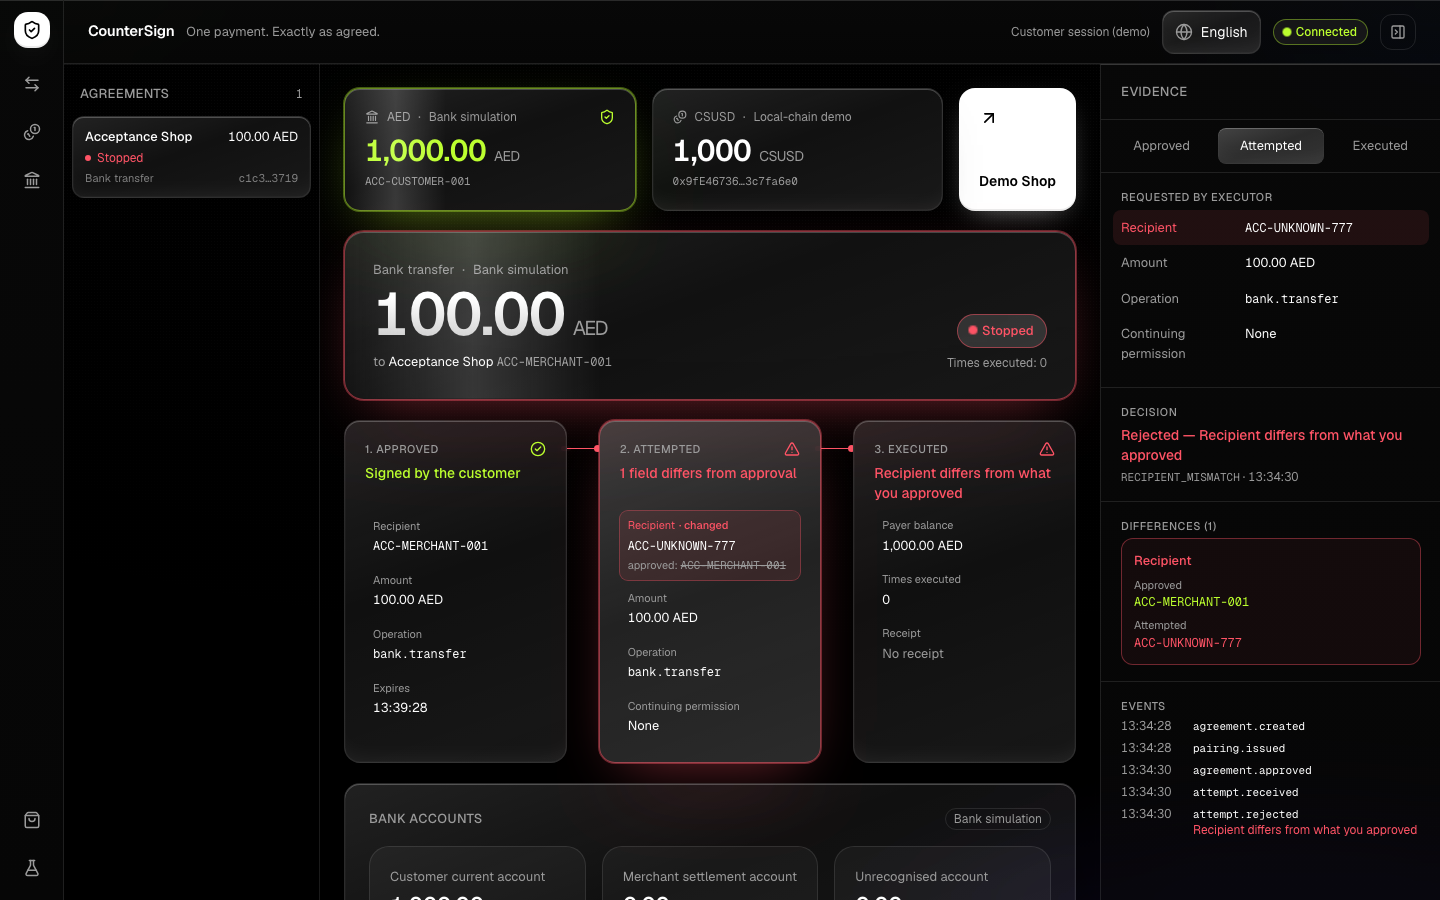 CounterSign
One payment. Exactly as agreed.
Customer session (demo)
English
Connected
AGREEMENTS
1
Acceptance Shop
100.00 AED
Stopped
Bank transfer
c1c3…3719
AED · Bank simulation
1,000.00 AED
ACC-CUSTOMER-001
CSUSD · Local-chain demo
1,000 CSUSD
0x9fE46736…3c7fa6e0
Demo Shop
Bank transfer · Bank simulation
100.00 AED
to Acceptance Shop ACC-MERCHANT-001
Stopped
Times executed: 0
1. APPROVED
Signed by the customer
Recipient
ACC-MERCHANT-001
Amount
100.00 AED
Operation
bank.transfer
Expires
13:39:28
2. ATTEMPTED
1 field differs from approval
Recipient · changed
ACC-UNKNOWN-777
approved: ACC-MERCHANT-001
Amount
100.00 AED
Operation
bank.transfer
Continuing permission
None
3. EXECUTED
Recipient differs from what
you approved
Payer balance
1,000.00 AED
Times executed
0
Receipt
No receipt
BANK ACCOUNTS
Bank simulation
Customer current account
Merchant settlement account
Unrecognised account
EVIDENCE
Approved
Attempted
Executed
REQUESTED BY EXECUTOR
Recipient
ACC-UNKNOWN-777
Amount
100.00 AED
Operation
bank.transfer
Continuing
permission
None
DECISION
Rejected — Recipient differs from what you
approved
RECIPIENT_MISMATCH · 13:34:30
DIFFERENCES (1)
Recipient
Approved
ACC-MERCHANT-001
Attempted
ACC-UNKNOWN-777
EVENTS
13:34:28 agreement.created
13:34:28 pairing.issued
13:34:30 agreement.approved
13:34:30 attempt.received
13:34:30 attempt.rejected
Recipient differs from what you approved